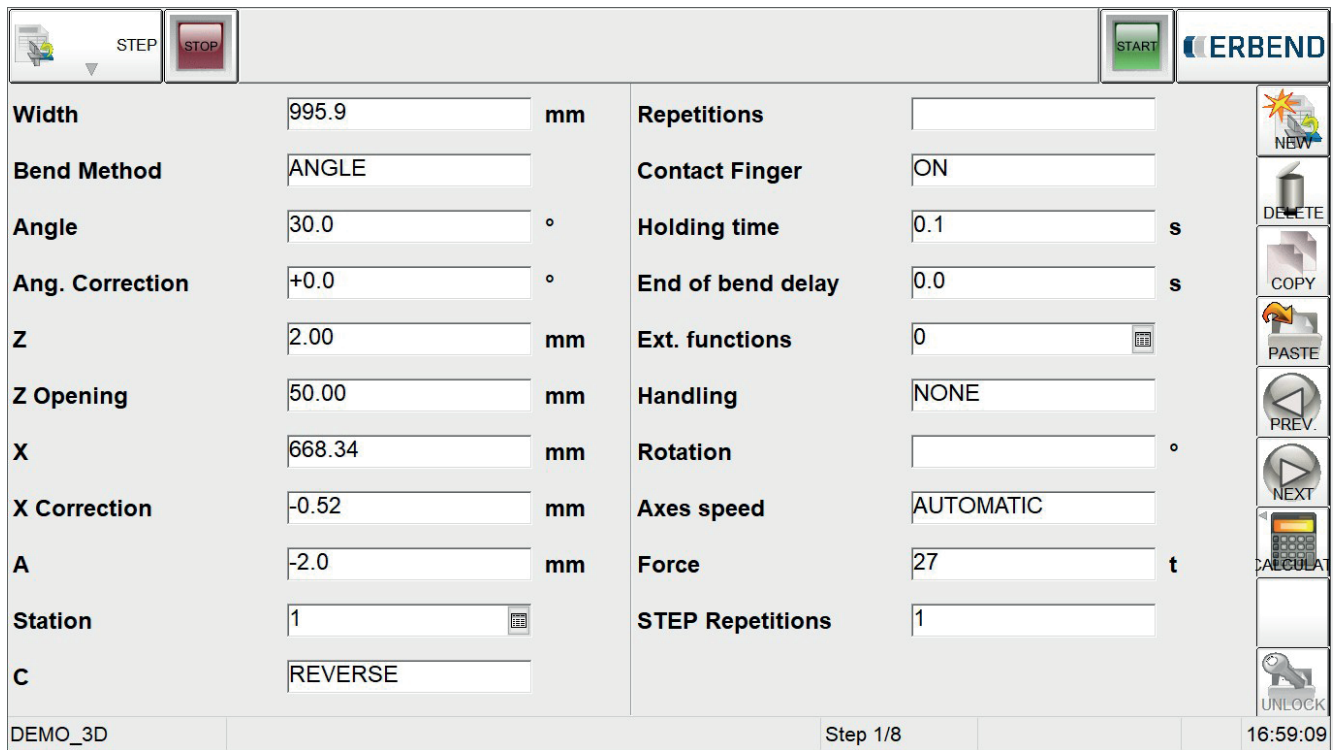 STEP
STOP
START
CERBEND
Width 995.9 mm
Repetitions
NEW
Bend Method ANGLE
Contact Finger ON
DELETE
Angle 30.0 °
Holding time 0.1 s
Ang. Correction +0.0 °
End of bend delay 0.0 s
COPY
Z 2.00 mm
Ext. functions 0
PASTE
Z Opening 50.00 mm
Handling NONE
PREV.
X 668.34 mm
Rotation °
NEXT
X Correction -0.52 mm
Axes speed AUTOMATIC
A -2.0 mm
Force 27 t
CALCULAT
Station 1
STEP Repetitions 1
C REVERSE
UNLOCK
DEMO_3D
Step 1/8
16:59:09